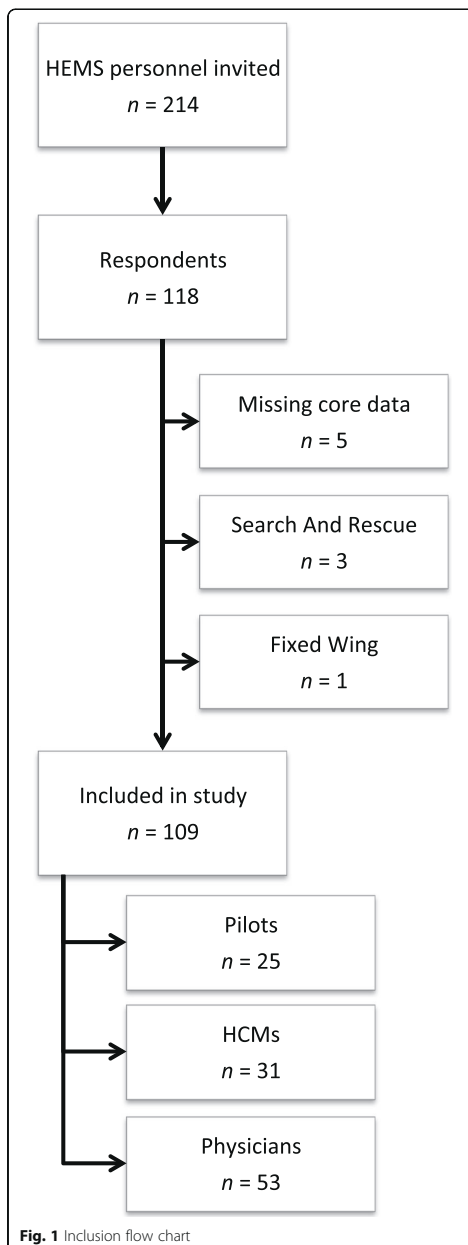 HEMS personnel invited
n = 214
Respondents
n = 118
Missing core data
n = 5
Search And Rescue
n = 3
Fixed Wing
n = 1
Included in study
n = 109
Pilots
n = 25
HCMs
n = 31
Physicians
n = 53
Fig. 1 Inclusion flow chart